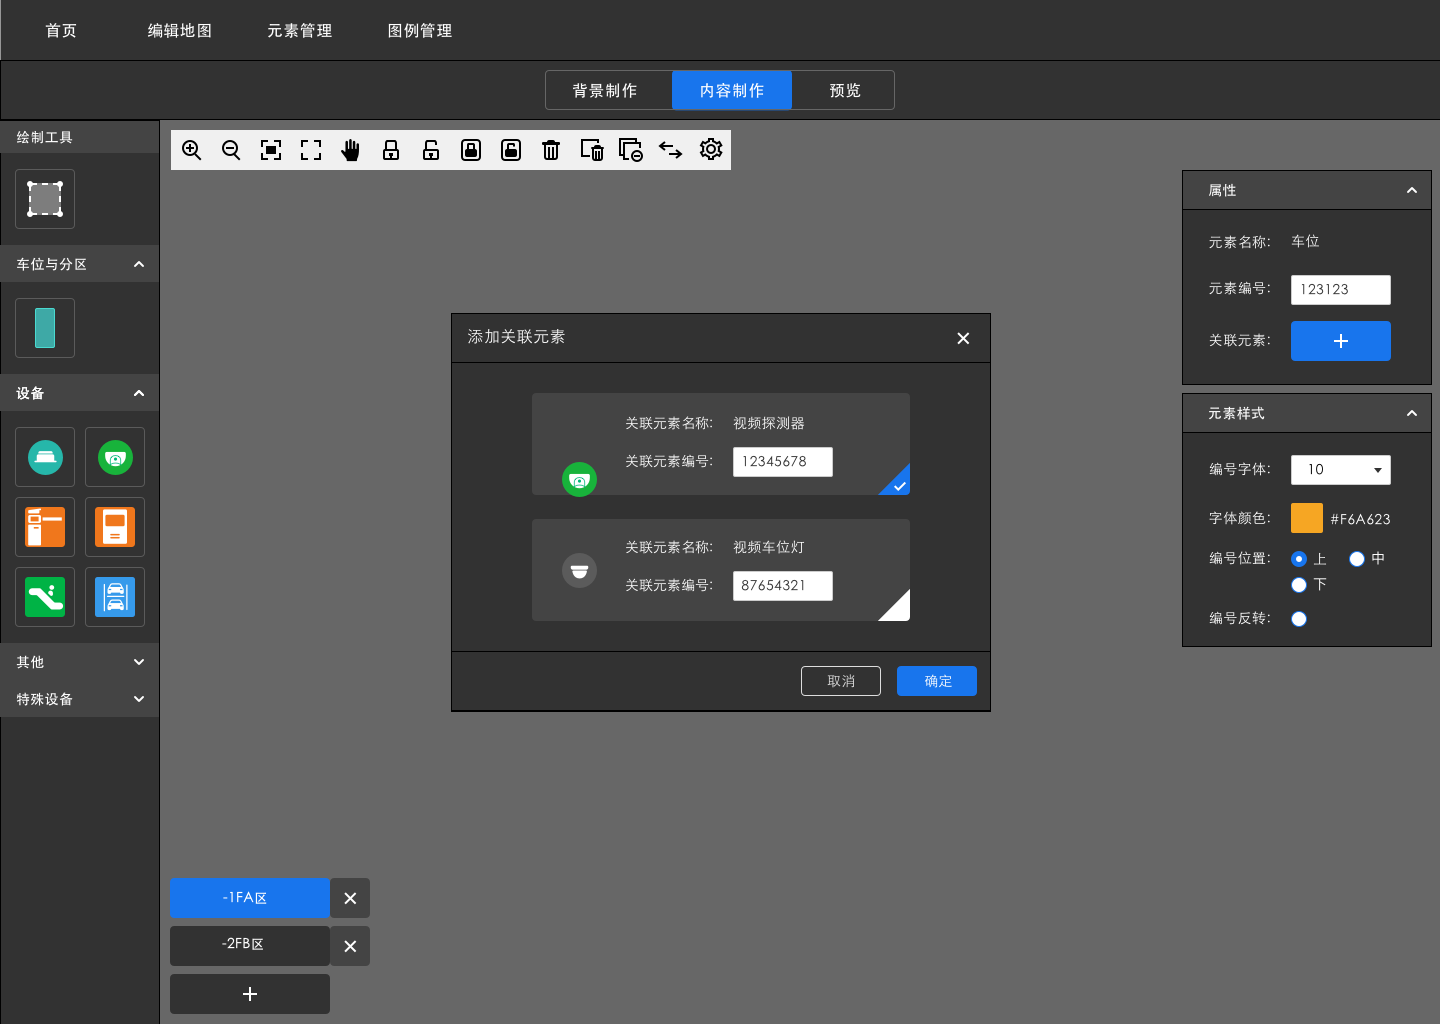 首页 编辑地图 元素管理 图例管理
背景制作 内容制作 预览
绘制工具
车位与分区
设备
其他
特殊设备
添加关联元素
关联元素名称: 视频探测器
关联元素编号: 12345678
关联元素名称: 视频车位灯
关联元素编号: 87654321
取消 确定
属性
元素名称: 车位
元素编号: 123123
关联元素:
元素样式
编号字体: 10
字体颜色: #F6A623
编号位置: 上 中
下
编号反转:
-1FA区
-2FB区